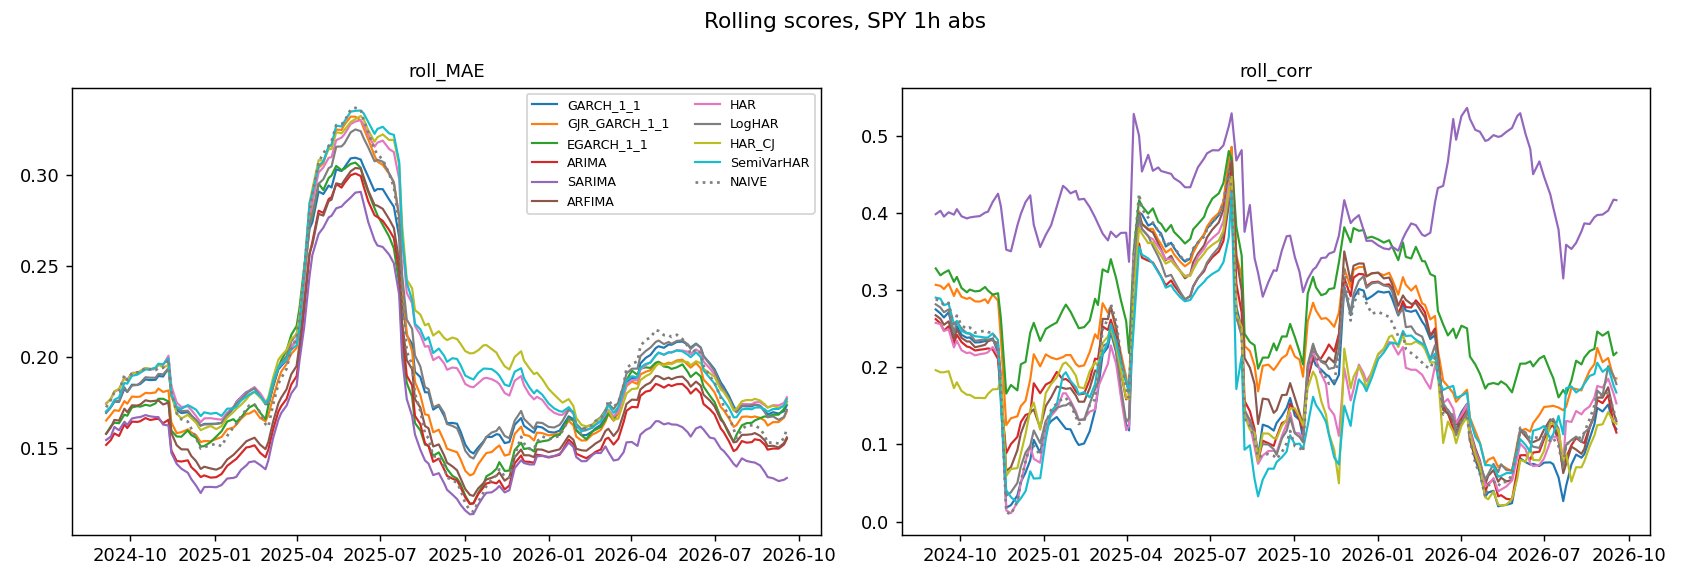 Rolling scores, SPY 1h abs
roll_MAE
0.30
0.25
0.20
0.15
2024-10 2025-01 2025-04 2025-07 2025-10 2026-01 2026-04 2026-07 2026-10
GARCH_1_1
GJR_GARCH_1_1
EGARCH_1_1
ARIMA
SARIMA
ARFIMA
HAR
LogHAR
HAR_CJ
SemiVarHAR
NAIVE
roll_corr
0.5
0.4
0.3
0.2
0.1
0.0
2024-10 2025-01 2025-04 2025-07 2025-10 2026-01 2026-04 2026-07 2026-10